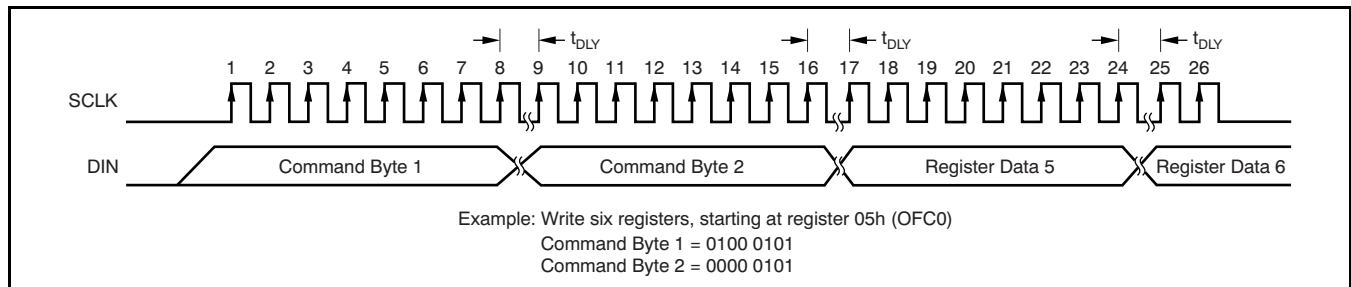 tDLY tDLY tDLY
1 2 3 4 5 6 7 8 9 10 11 12 13 14 15 16 17 18 19 20 21 22 23 24 25 26
SCLK
DIN Command Byte 1 Command Byte 2 Register Data 5 Register Data 6
Example: Write six registers, starting at register 05h (OFC0)
Command Byte 1 = 0100 0101
Command Byte 2 = 0000 0101